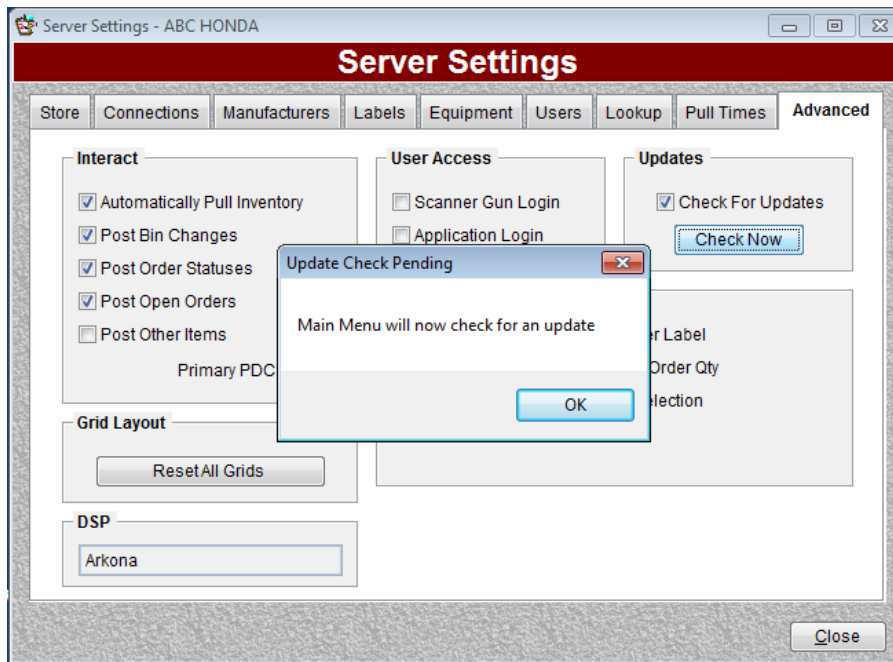 Server Settings - ABC HONDA
Server Settings
Store Connections Manufacturers Labels Equipment Users Lookup Pull Times Advanced
Interact
Automatically Pull Inventory
Post Bin Changes
Post Order Statuses
Post Open Orders
Post Other Items
Primary PDC
Grid Layout
Reset All Grids
DSP
Arkona
User Access
Scanner Gun Login
Application Login
Updates
Check For Updates
Check Now
Label
Order Qty
Update Check Pending
Main Menu will now check for an update
OK
Close